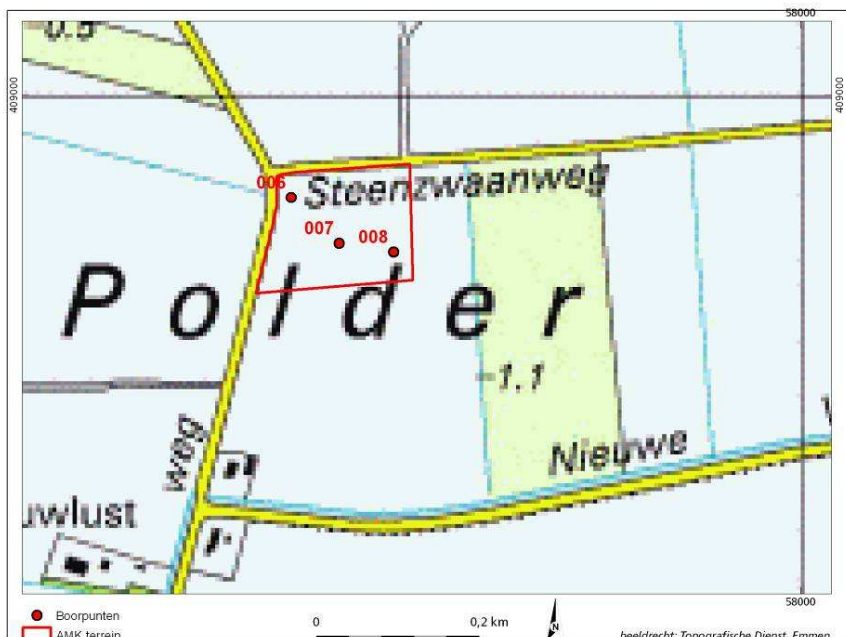 58000
-0.5
409000
409000
006
Steenzwaanweg
007
008
Polder
-1.1
weg
Nieuwe
uwlust
58000
Boorpunten
0
0,2 km
N
AMK terrein
beeldrecht: Topografische Dienst, Emmen